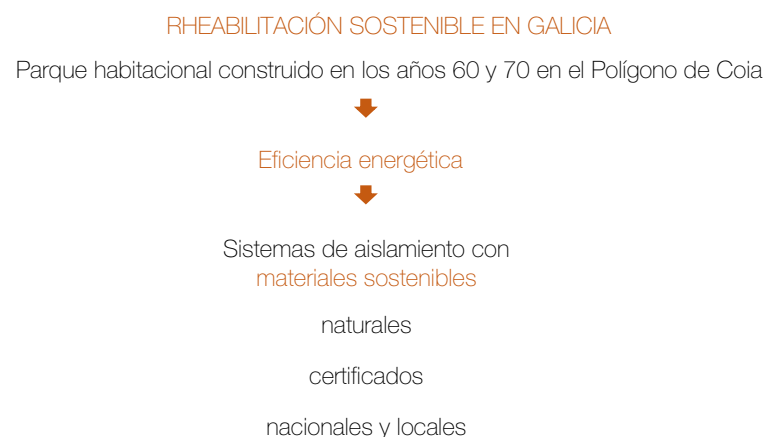 RHEABILITACIÓN SOSTENIBLE EN GALICIA
Parque habitacional construido en los años 60 y 70 en el Polígono de Coia
Eficiencia energética
Sistemas de aislamiento con
materiales sostenibles
naturales
certificados
nacionales y locales